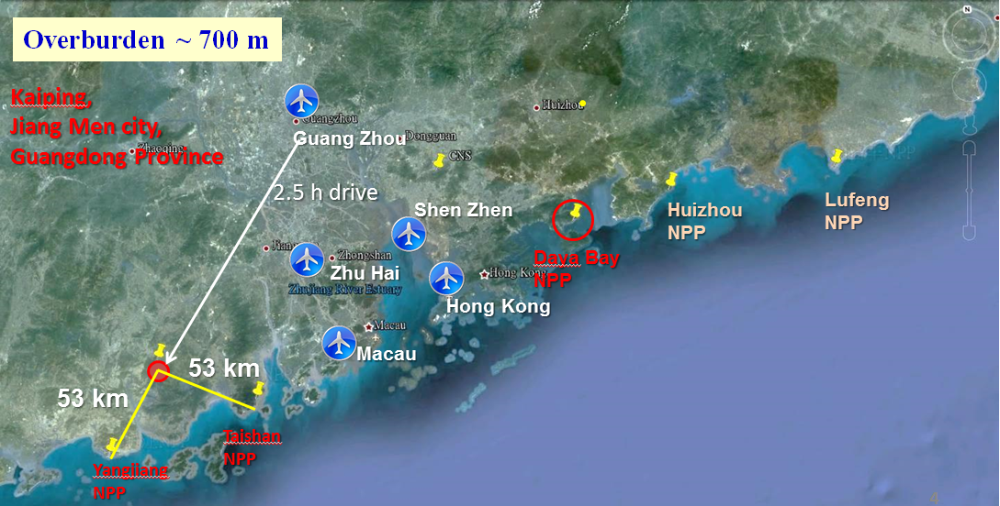 Overburden ~ 700 m
Kaiping,
Jiang Men city,
Guangdong Province
Zhaoqing
Guangzhou
Guang Zhou
Dongguan
Huizhou
CNS
2.5 h drive
Shen Zhen
Huizhou
NPP
Lufeng
NPP
Daya Bay
NPP
Zhongshan
Zhu Hai
Zhujiang River Estuary
Hong Kong
Hong Kong
Macau
Macau
53 km
53 km
Taishan
NPP
Yangjiang
NPP
N
4